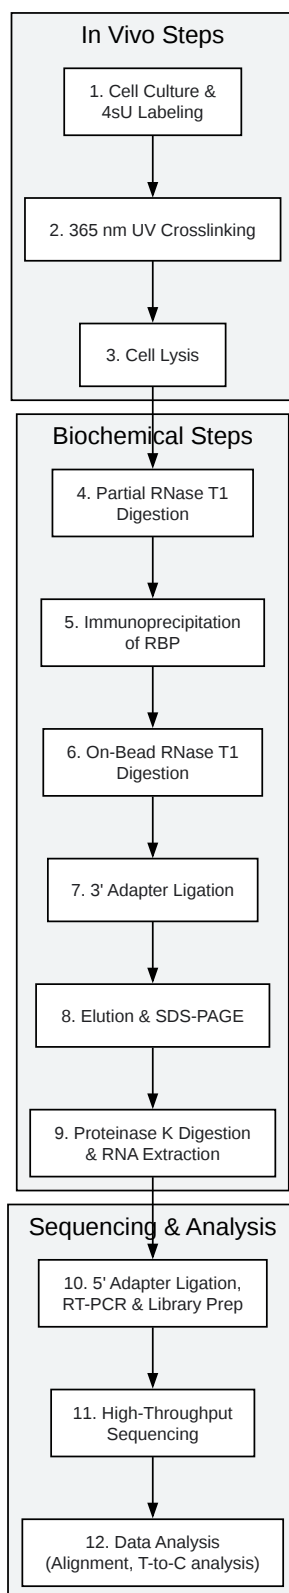 In Vivo Steps
1. Cell Culture &
4sU Labeling
2. 365 nm UV Crosslinking
3. Cell Lysis
Biochemical Steps
4. Partial RNase T1
Digestion
5. Immunoprecipitation
of RBP
6. On-Bead RNase T1
Digestion
7. 3' Adapter Ligation
8. Elution & SDS-PAGE
9. Proteinase K Digestion
& RNA Extraction
Sequencing & Analysis
10. 5' Adapter Ligation,
RT-PCR & Library Prep
11. High-Throughput
Sequencing
12. Data Analysis
(Alignment, T-to-C analysis)